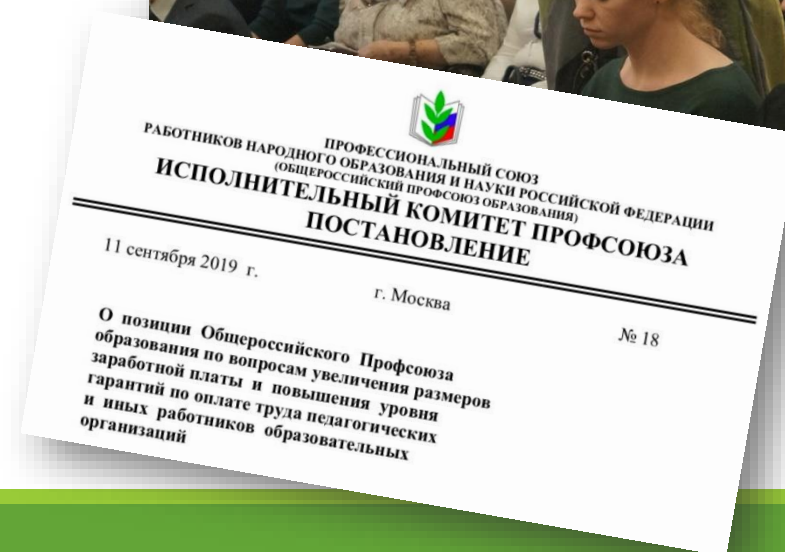 ПРОФЕССИОНАЛЬНЫЙ СОЮЗ
РАБОТНИКОВ НАРОДНОГО ОБРАЗОВАНИЯ И НАУКИ РОССИЙСКОЙ ФЕДЕРАЦИИ
(ОБЩЕРОССИЙСКИЙ ПРОФСОЮЗ ОБРАЗОВАНИЯ)
ИСПОЛНИТЕЛЬНЫЙ КОМИТЕТ ПРОФСОЮЗА
ПОСТАНОВЛЕНИЕ
11 сентября 2019 г.
г. Москва
№ 18
О позиции Общероссийского Профсоюза
образования по вопросам увеличения размеров
заработной платы и повышения уровня
гарантий по оплате труда педагогических
и иных работников образовательных
организаций